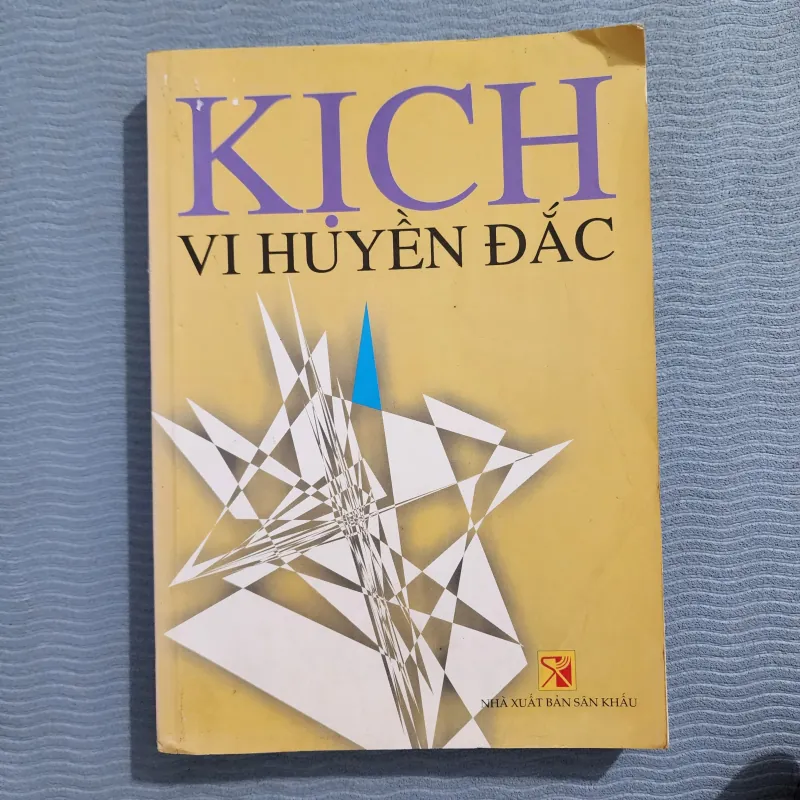 KỊCH
VI HUYỀN ĐẮC
NHÀ XUẤT BẢN SÂN KHẤU